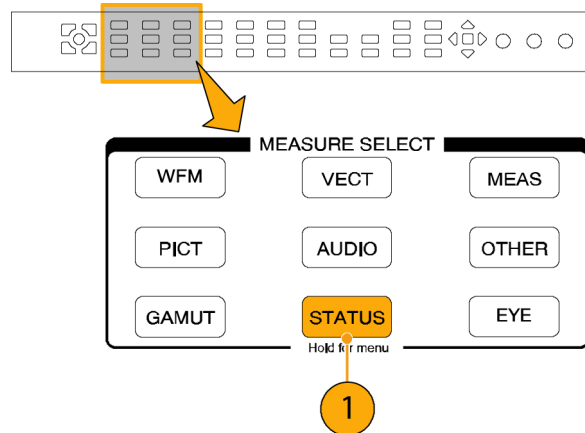 MEASURE SELECT
WFM VECT MEAS
PICT AUDIO OTHER
GAMUT STATUS EYE
Hold for menu
1